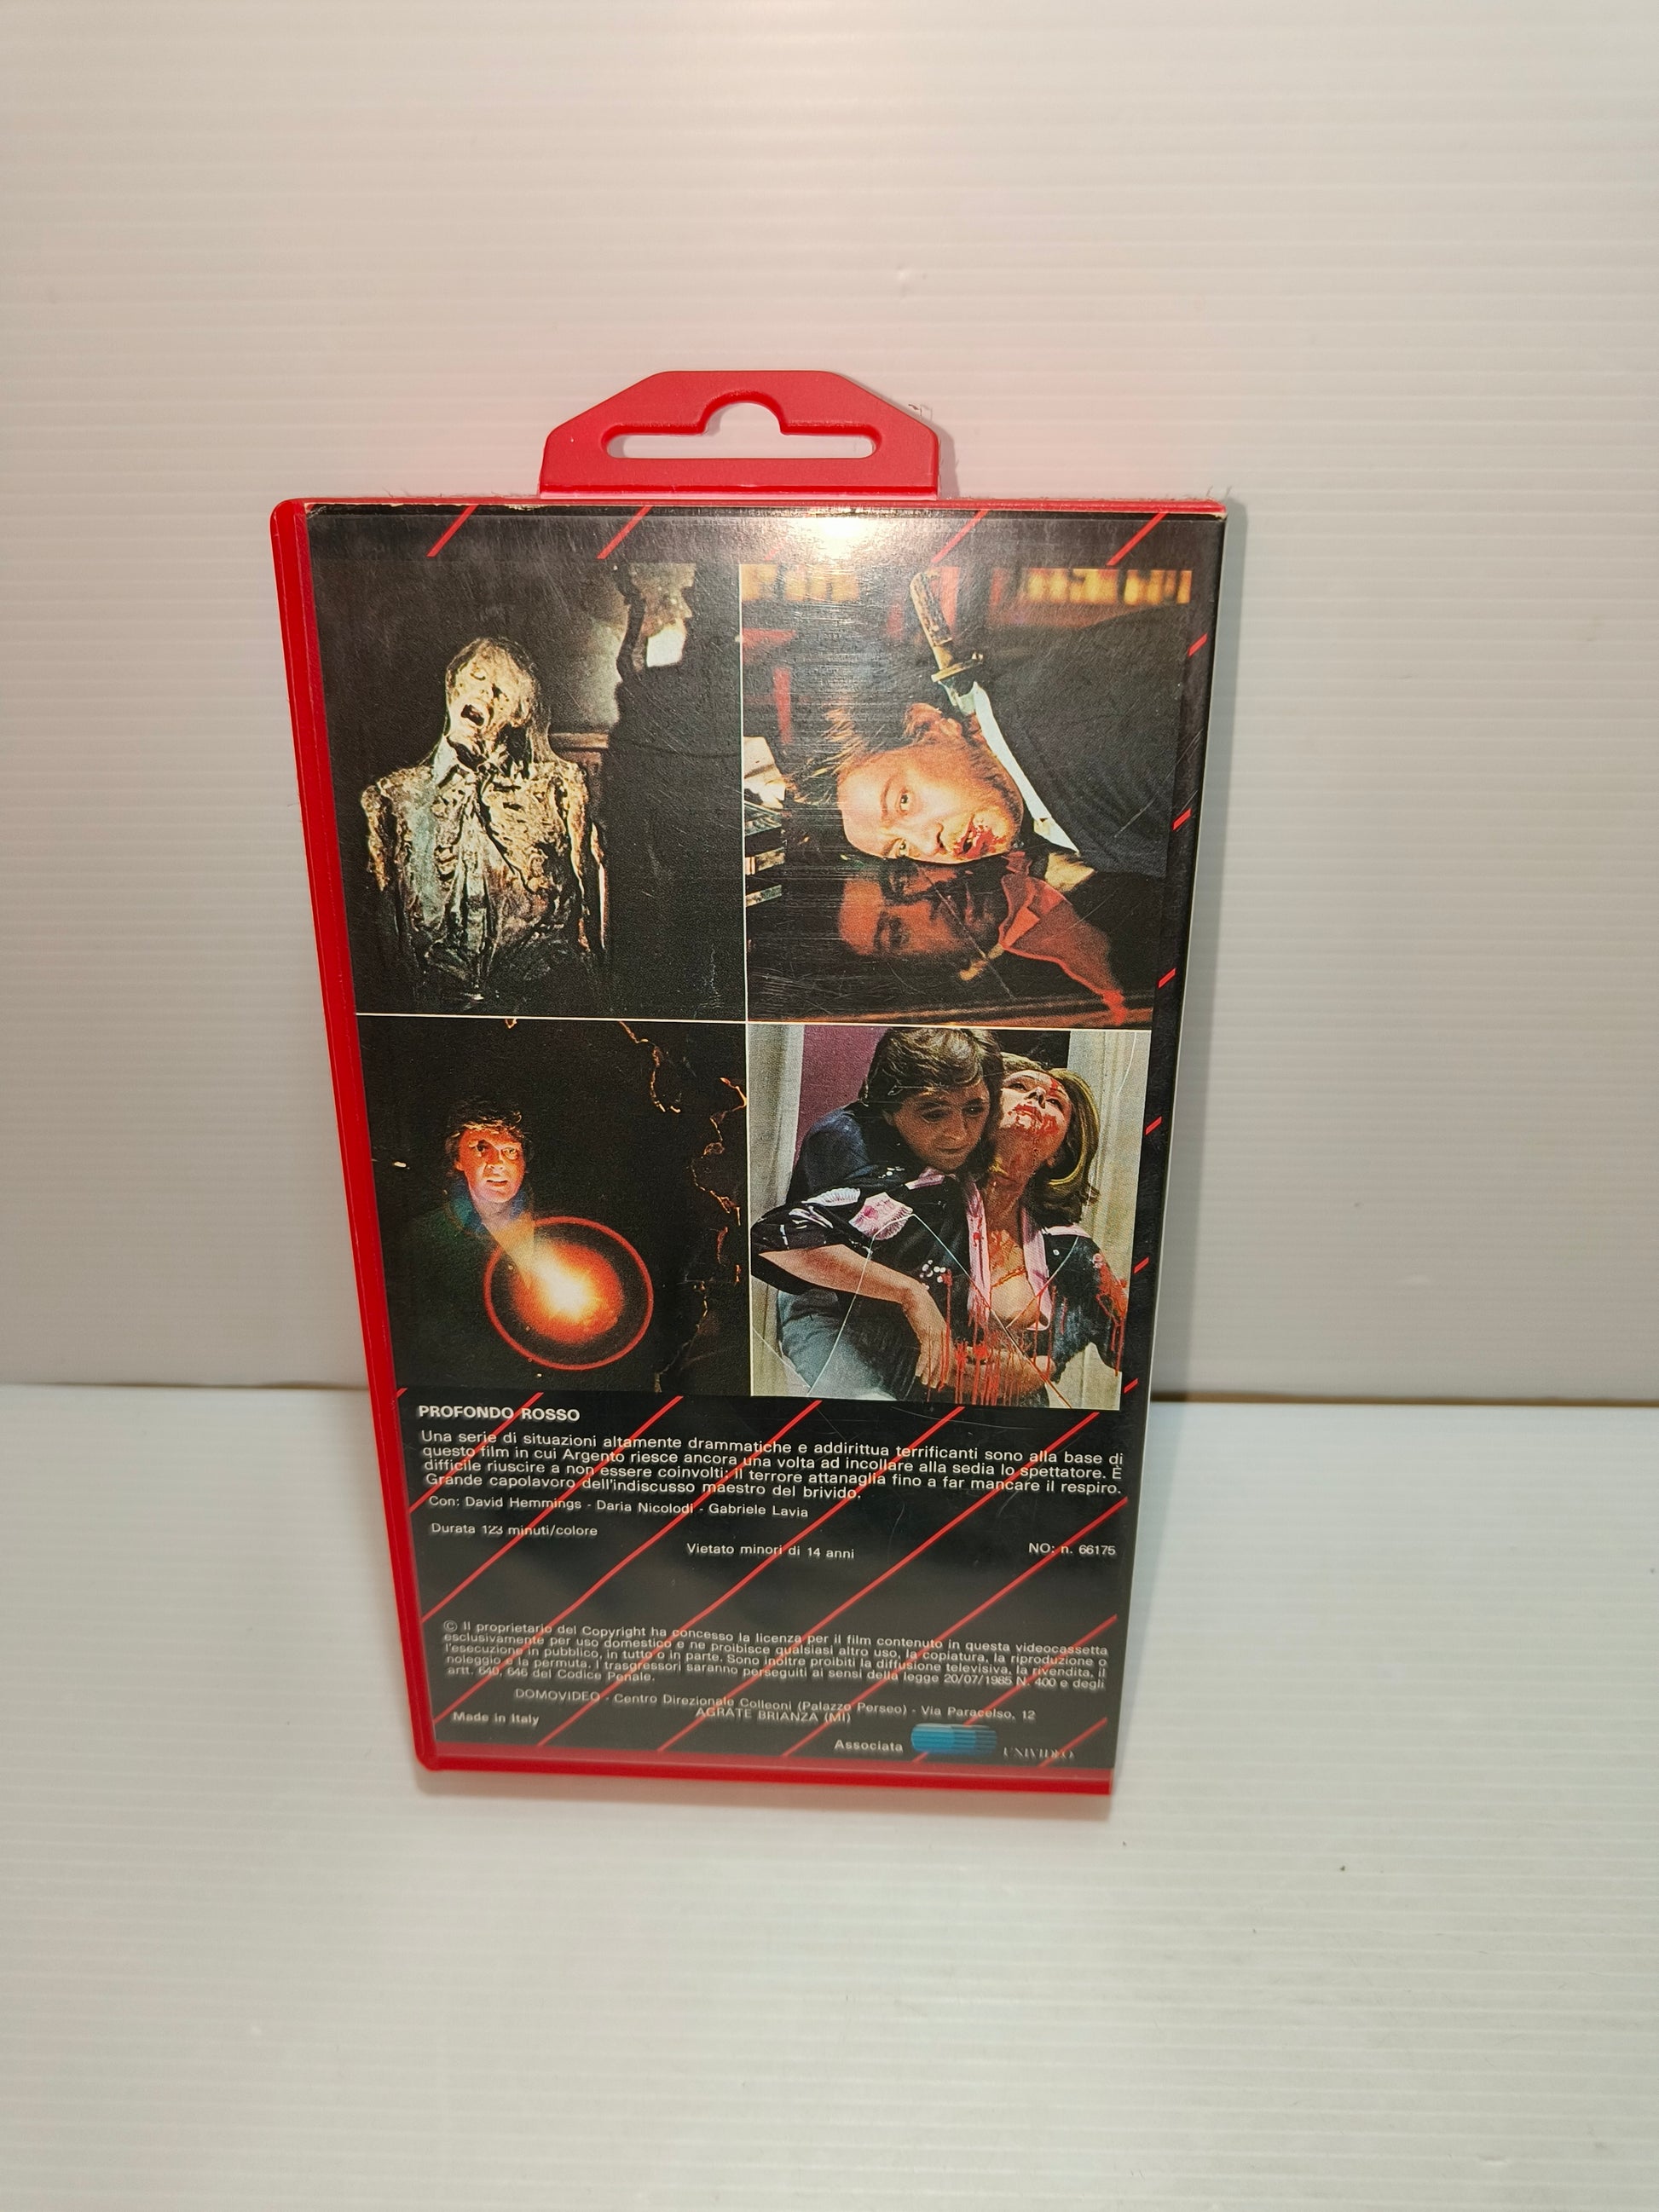 PROFONDO ROSSO
Una serie di situazioni altamente drammatiche e addirittua terrificanti sono alla base di
questo film in cui Argento riesce ancora una volta ad incollare alla sedia lo spettatore. È
difficile riuscire a non essere coinvolti: il terrore attanaglia fino a far mancare il respiro.
Grande capolavoro dell'indiscusso maestro del brivido.
Con: David Hemmings - Daria Nicolodi - Gabriele Lavia
Durata 123 minuti/colore
Vietato minori di 14 anni
NO: n. 66175
© Il proprietario del Copyright ha concesso la licenza per il film contenuto in questa videocassetta
esclusivamente per uso domestico e ne proibisce qualsiasi altro uso, la copiatura, la riproduzione o
l'esecuzione in pubblico, in tutto o in parte. Sono inoltre proibiti la diffusione televisiva, la rivendita, il
noleggio e la permuta. I trasgressori saranno perseguiti ai sensi della legge 20/07/1985 N. 400 e degli
artt. 640, 646 del Codice Penale.
DOMOVIDEO - Centro Direzionale Colleoni (Palazzo Perseo) - Via Paracelso, 12
AGRATE BRIANZA (MI)
Made in Italy
Associata
UNIVIDEO